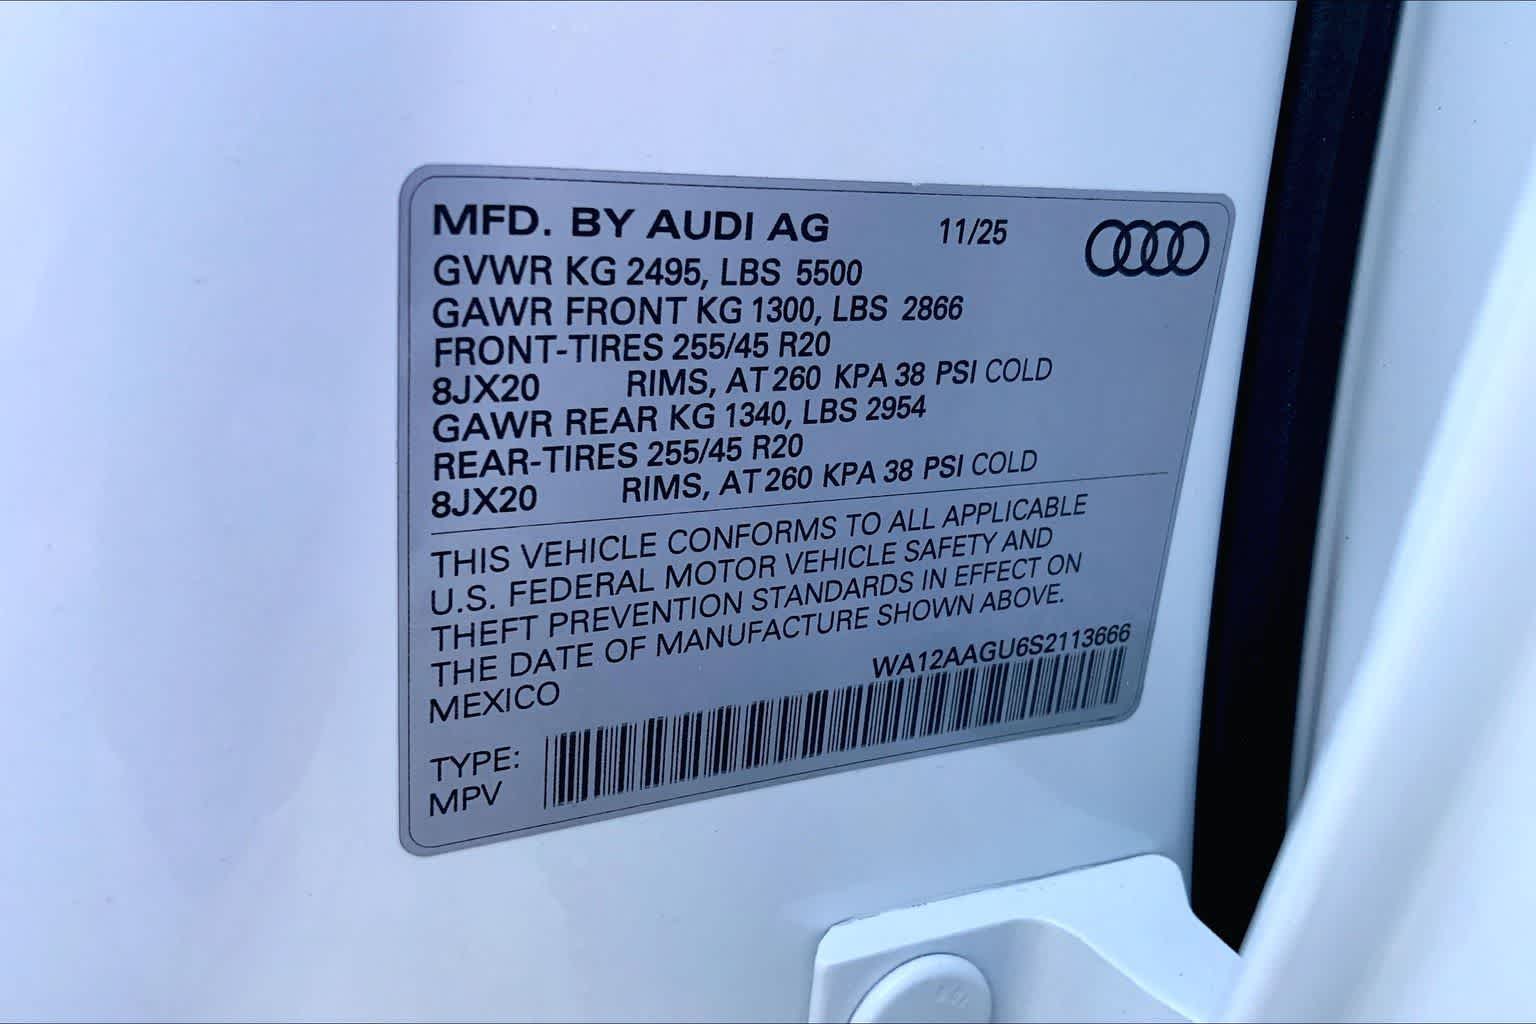 MFD. BY AUDI AG 11/25
GVWR KG 2495, LBS 5500
GAWR FRONT KG 1300, LBS 2866
FRONT-TIRES 255/45 R20
8JX20 RIMS, AT 260 KPA 38 PSI COLD
GAWR REAR KG 1340, LBS 2954
REAR-TIRES 255/45 R20
8JX20 RIMS, AT 260 KPA 38 PSI COLD
THIS VEHICLE CONFORMS TO ALL APPLICABLE
U.S. FEDERAL MOTOR VEHICLE SAFETY AND
THEFT PREVENTION STANDARDS IN EFFECT ON
THE DATE OF MANUFACTURE SHOWN ABOVE.
MEXICO
WA12AAGU6S2113666
TYPE:
MPV